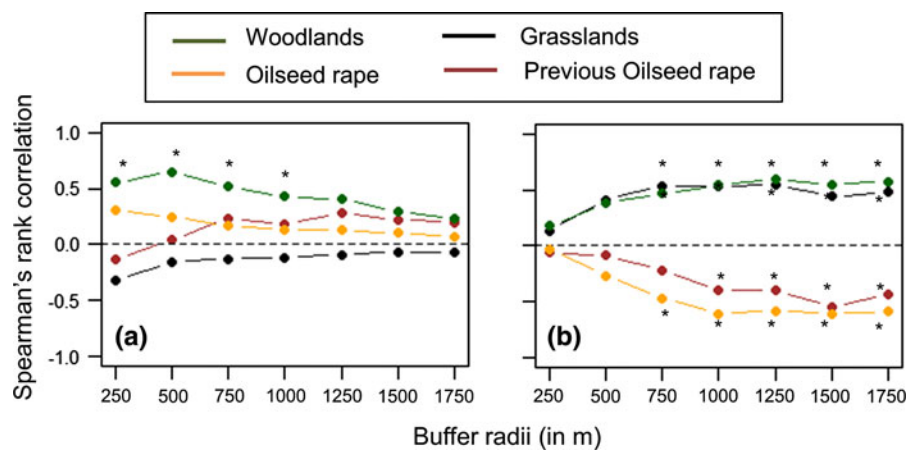 Woodlands Grasslands
Oilseed rape Previous Oilseed rape
Spearman's rank correlation
1.0
0.5
0.0
-0.5
-1.0
* * * *
(a)
250 500 750 1000 1250 1500 1750
* * * * *
* * *
* * * *
* * * * *
(b)
250 500 750 1000 1250 1500 1750
Buffer radii (in m)